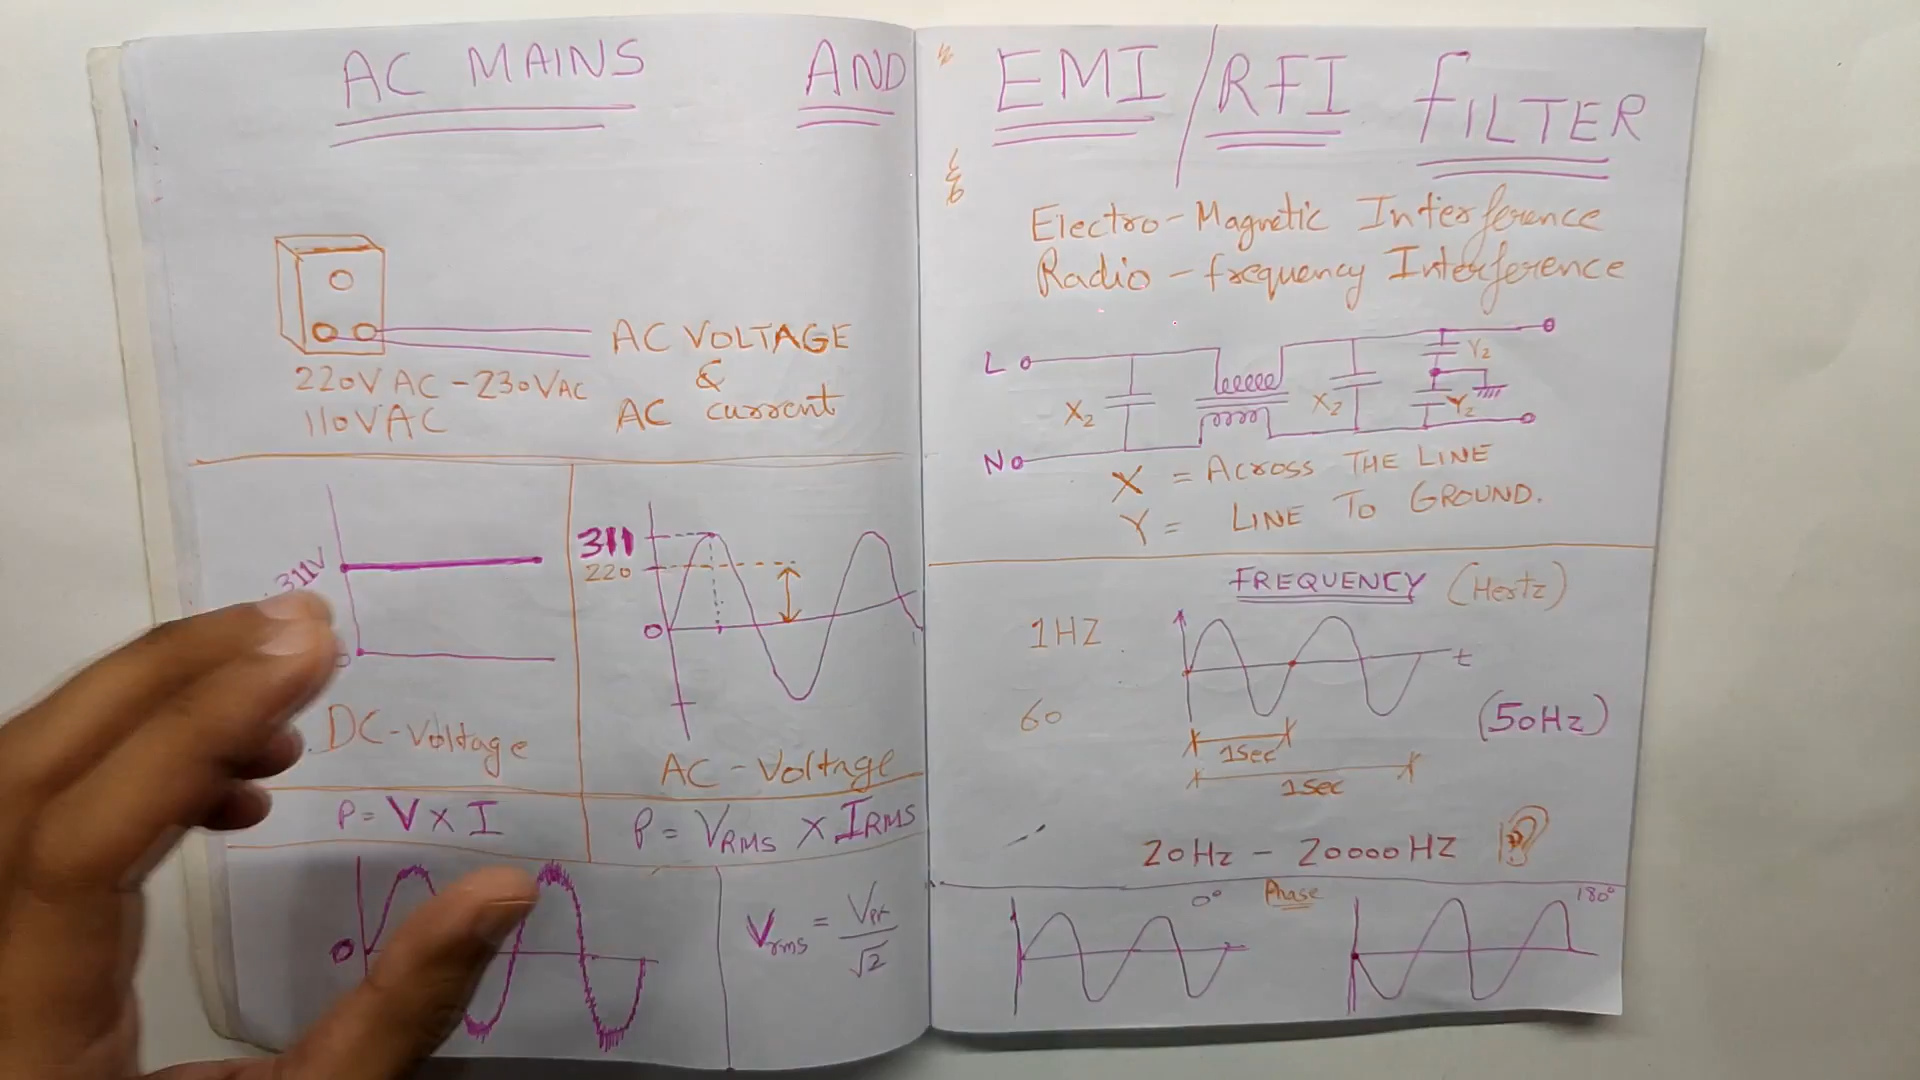 AC MAINS AND
220V AC - 230VAC
110VAC
AC VOLTAGE
&
AC current
311V
0
DC-Voltage
311
220
0
AC-Voltage
P = V X I
P = VRMS X IRMS
0
Vrms = VPK / √2
EMI/RFI FILTER
Electro-Magnetic Interference
Radio-frequency Interference
L
N
X2
X2
Y2
Y2
X = Across THE LINE
Y = LINE To GROUND.
FREQUENCY (Hertz)
1HZ
60
t
(50Hz)
1sec
1sec
20Hz - 20000HZ
Phase
0°
180°